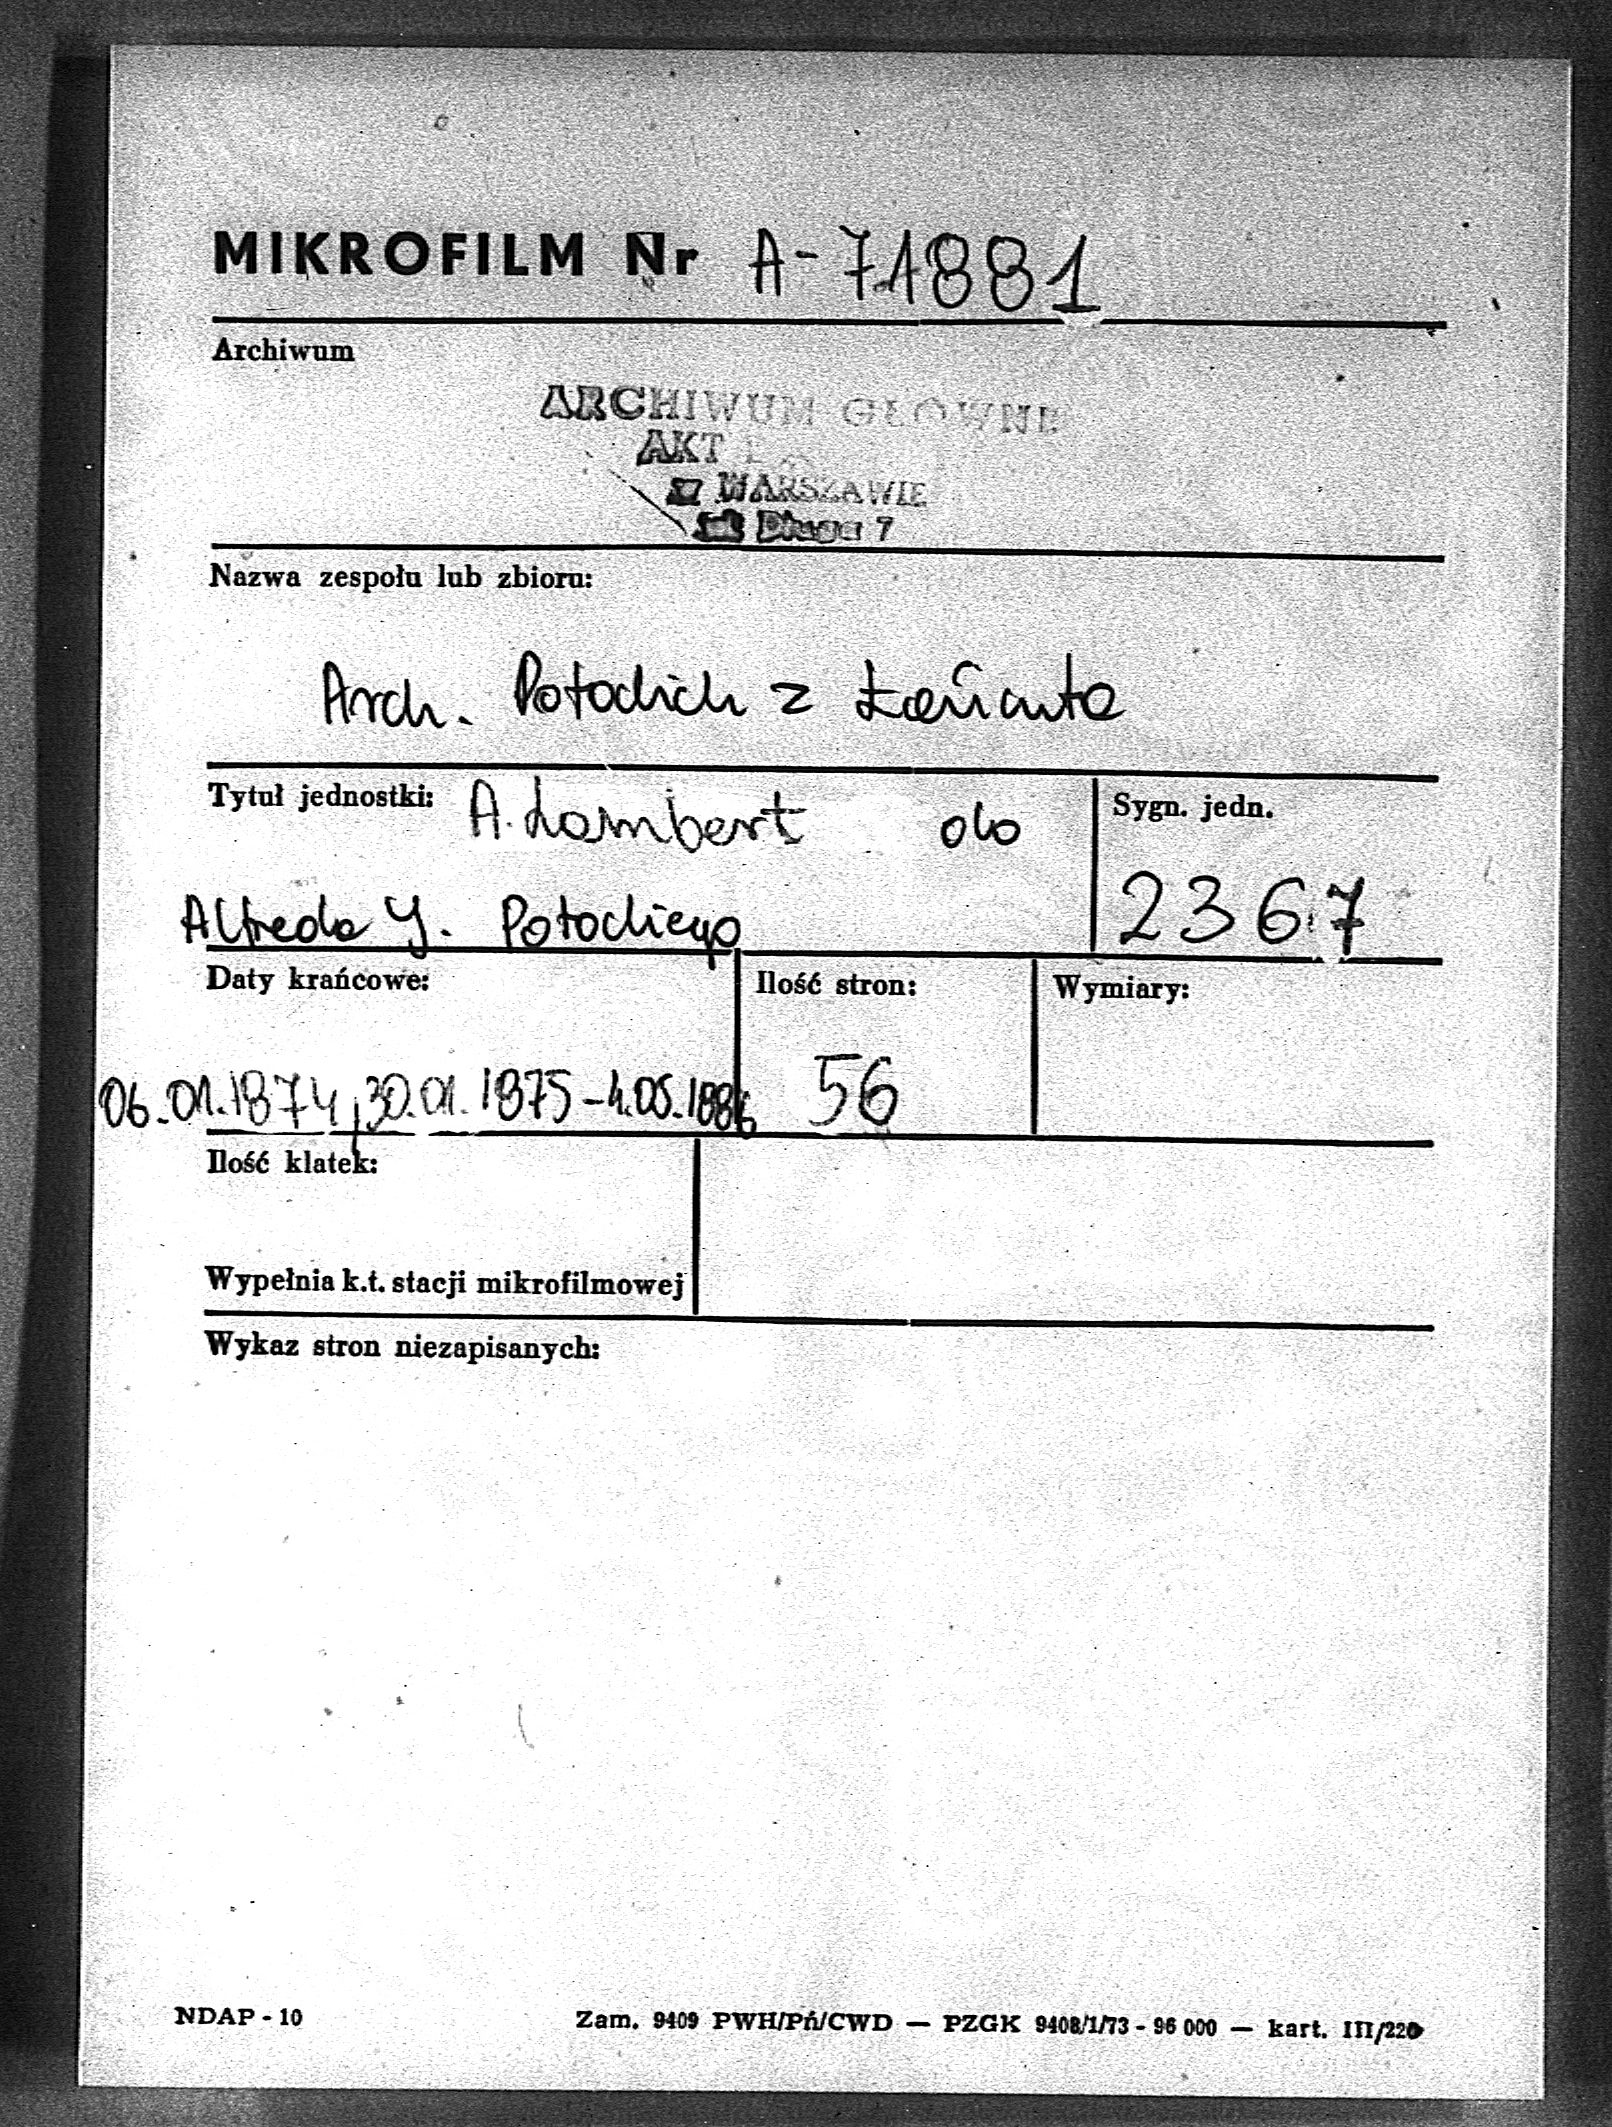 MIKROFILM Nr A-71881
Archiwum
ARCHIWUM GŁÓWNE
AKT
W WARSZAWIE
Długa 7
Nazwa zespołu lub zbioru:
Arch. Potockich z Łańcuta
Tytuł jednostki: A. Lambert do
Sygn. jedn.
Alfreda J. Potockiego
2367
Daty krańcowe:
Ilość stron:
Wymiary:
06.01.1874, 30.01.1875-4.05.1886
56
Ilość klatek:
Wypełnia k.t. stacji mikrofilmowej
Wykaz stron niezapisanych:
NDAP - 10
Zam. 9409 PWH/Pń/CWD — PZGK 9408/1/73 - 96 000 — kart. III/220